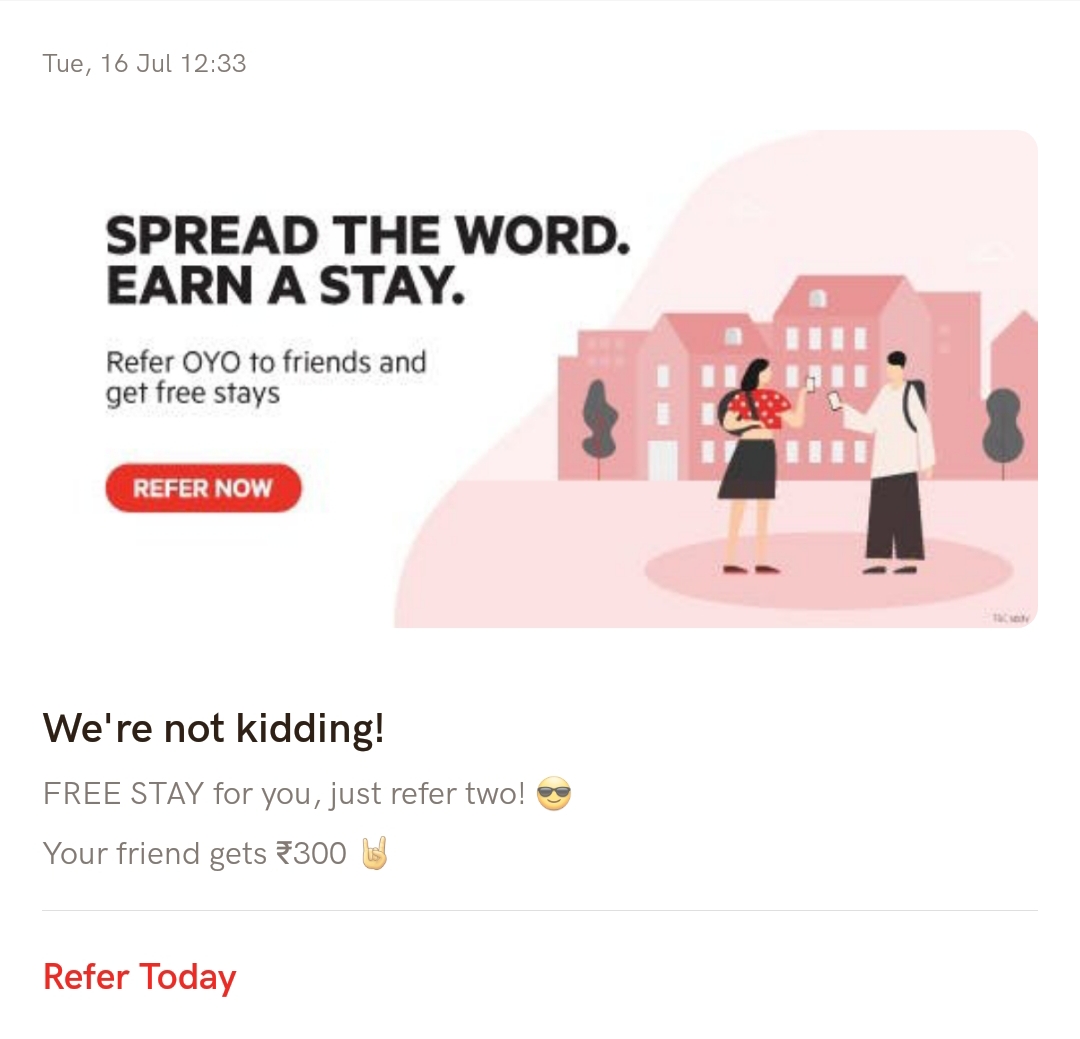 Tue, 16 Jul 12:33
SPREAD THE WORD.
EARN A STAY.
Refer OYO to friends and
get free stays
REFER NOW
T&C apply
We're not kidding!
FREE STAY for you, just refer two! 😎
Your friend gets ₹300 🤘
Refer Today